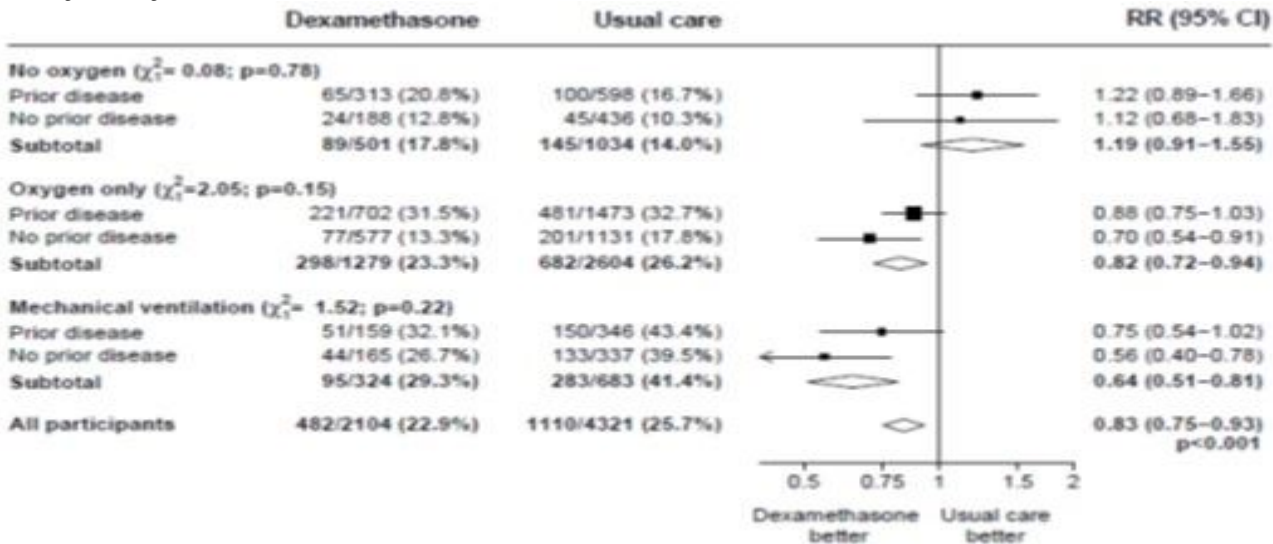 Dexamethasone Usual care RR (95% CI)
No oxygen (χ²₁= 0.08; p=0.78)
Prior disease 65/313 (20.8%) 100/598 (16.7%) 1.22 (0.89−1.66)
No prior disease 24/188 (12.8%) 45/436 (10.3%) 1.12 (0.68−1.83)
Subtotal 89/501 (17.8%) 145/1034 (14.0%) 1.19 (0.91−1.55)
Oxygen only (χ²₁=2.05; p=0.15)
Prior disease 221/702 (31.5%) 481/1473 (32.7%) 0.88 (0.75−1.03)
No prior disease 77/577 (13.3%) 201/1131 (17.8%) 0.70 (0.54−0.91)
Subtotal 298/1279 (23.3%) 682/2604 (26.2%) 0.82 (0.72−0.94)
Mechanical ventilation (χ²₁= 1.52; p=0.22)
Prior disease 51/159 (32.1%) 150/346 (43.4%) 0.75 (0.54−1.02)
No prior disease 44/165 (26.7%) 133/337 (39.5%) 0.56 (0.40−0.78)
Subtotal 95/324 (29.3%) 283/683 (41.4%) 0.64 (0.51−0.81)
All participants 482/2104 (22.9%) 1110/4321 (25.7%) 0.83 (0.75−0.93)
p<0.001
0.5 0.75 1 1.5 2
Dexamethasone Usual care
better better